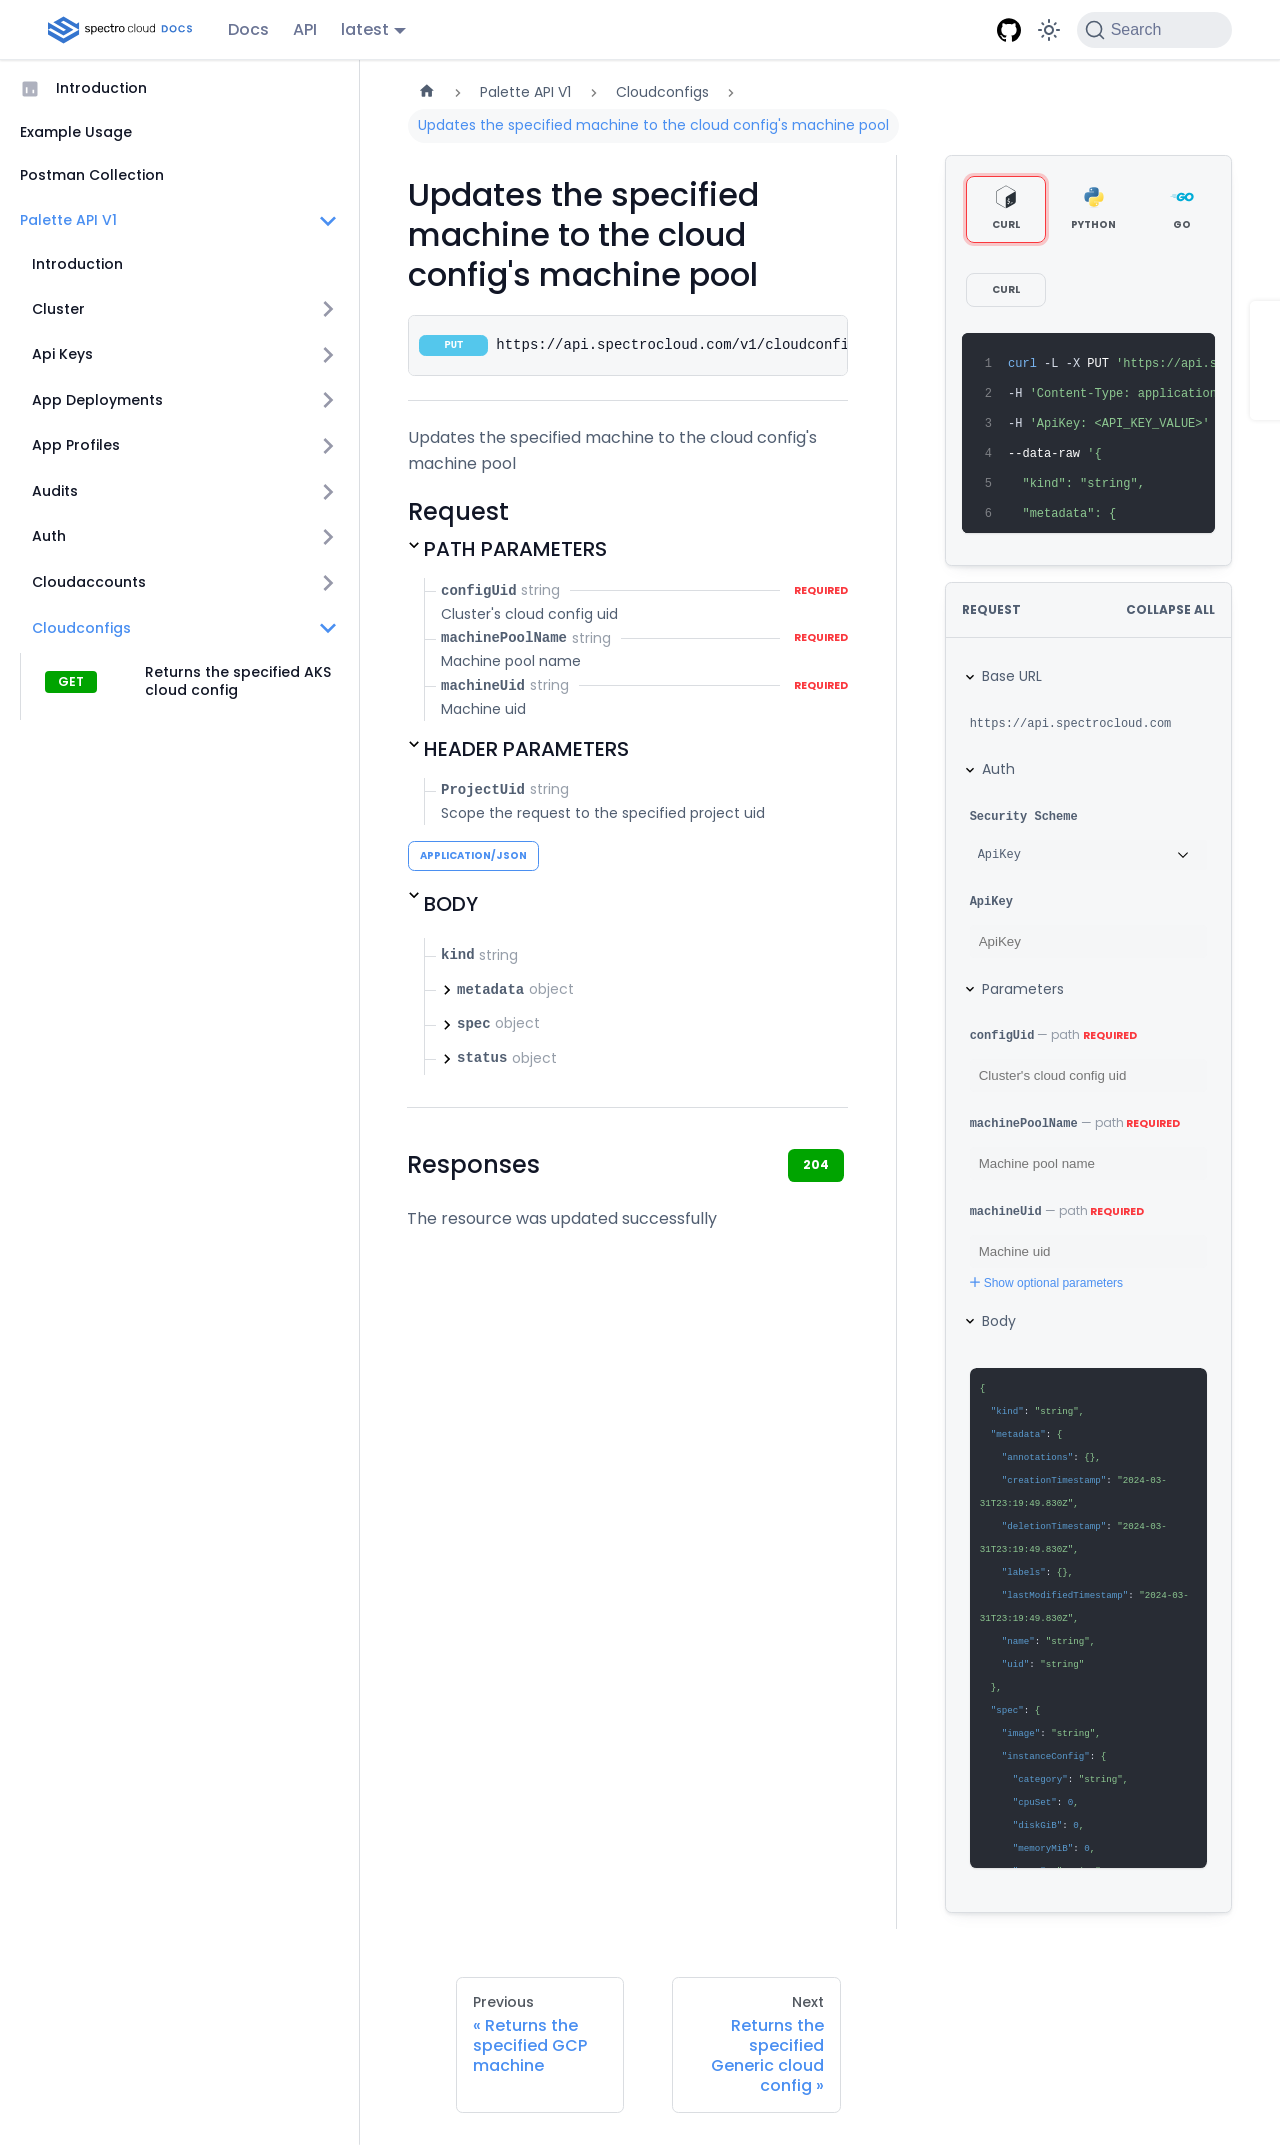 spectro cloud DOCS
Docs
API
latest
Search
Introduction
Example Usage
Postman Collection
Palette API V1
Introduction
Cluster
Api Keys
App Deployments
App Profiles
Audits
Auth
Cloudaccounts
Cloudconfigs
GET
Returns the specified AKS
cloud config
Palette API V1
Cloudconfigs
Updates the specified machine to the cloud config's machine pool
Updates the specified
machine to the cloud
config's machine pool
PUT https://api.spectrocloud.com/v1/cloudconfi
Updates the specified machine to the cloud config's
machine pool
Request
PATH PARAMETERS
configUid string REQUIRED
Cluster's cloud config uid
machinePoolName string REQUIRED
Machine pool name
machineUid string REQUIRED
Machine uid
HEADER PARAMETERS
ProjectUid string
Scope the request to the specified project uid
APPLICATION/JSON
BODY
kind string
metadata object
spec object
status object
Responses
204
The resource was updated successfully
CURL
PYTHON
GO
GO
CURL
1 curl -L -X PUT 'https://api.s
2 -H 'Content-Type: application
3 -H 'ApiKey: <API_KEY_VALUE>'
4 --data-raw '{
5 "kind": "string",
6 "metadata": {
REQUEST
COLLAPSE ALL
Base URL
https://api.spectrocloud.com
Auth
Security Scheme
ApiKey
ApiKey
ApiKey
Parameters
configUid — path REQUIRED
Cluster's cloud config uid
machinePoolName — path REQUIRED
Machine pool name
machineUid — path REQUIRED
Machine uid
Show optional parameters
Body
{
"kind": "string",
"metadata": {
"annotations": {},
"creationTimestamp": "2024-03-
31T23:19:49.830Z",
"deletionTimestamp": "2024-03-
31T23:19:49.830Z",
"labels": {},
"lastModifiedTimestamp": "2024-03-
31T23:19:49.830Z",
"name": "string",
"uid": "string"
},
"spec": {
"image": "string",
"instanceConfig": {
"category": "string",
"cpuSet": 0,
"diskGiB": 0,
"memoryMiB": 0,
Previous
« Returns the
specified GCP
machine
Next
Returns the
specified
Generic cloud
config »